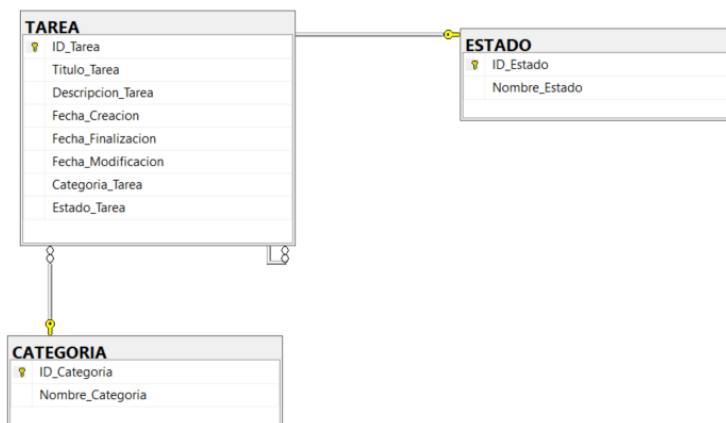 TAREA
ID_Tarea
Titulo_Tarea
Descripcion_Tarea
Fecha_Creacion
Fecha_Finalizacion
Fecha_Modificacion
Categoria_Tarea
Estado_Tarea
ESTADO
ID_Estado
Nombre_Estado
CATEGORIA
ID_Categoria
Nombre_Categoria